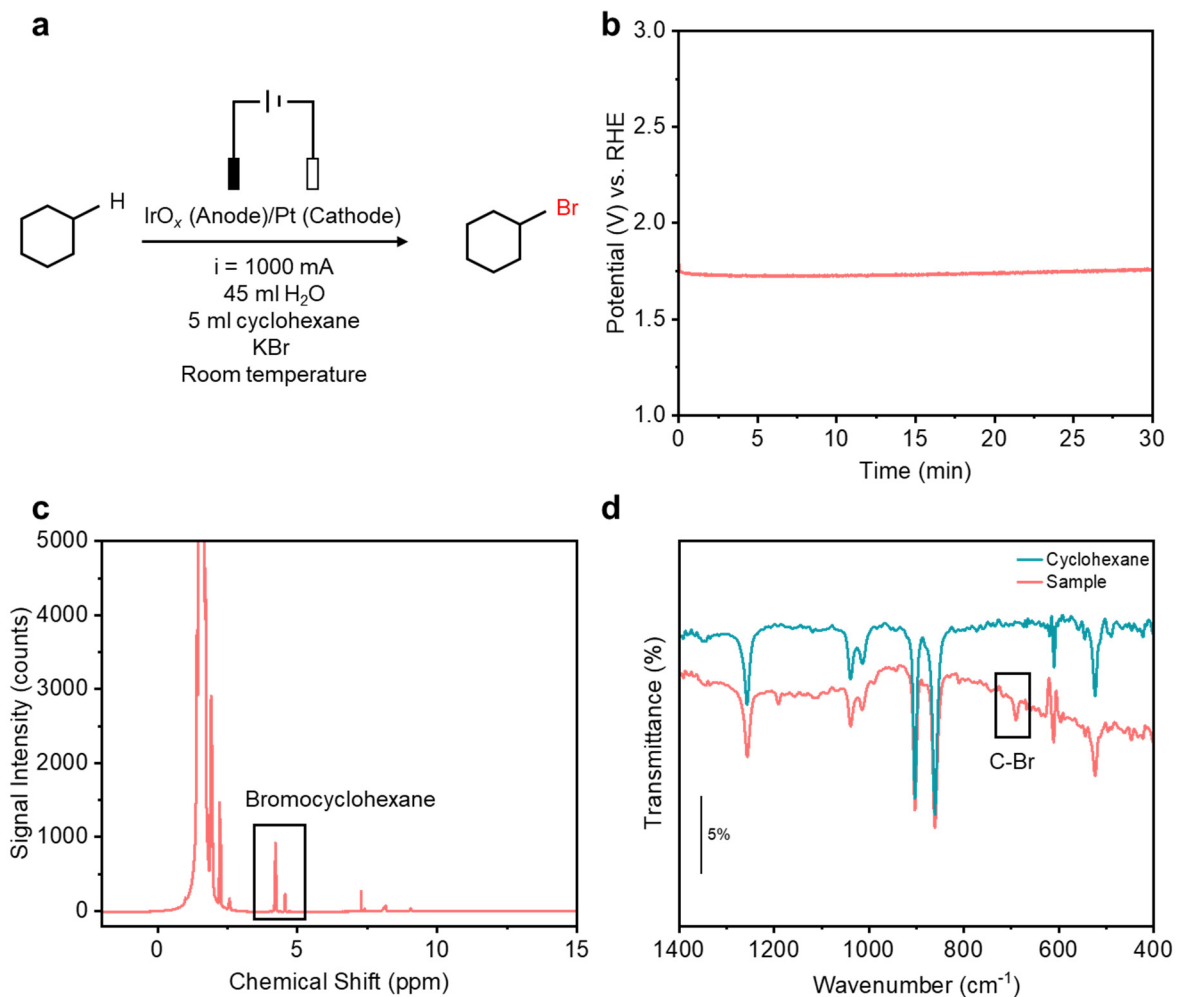 a
H
IrOx (Anode)/Pt (Cathode)
i = 1000 mA
45 ml H2O
5 ml cyclohexane
KBr
Room temperature
Br
b
3.0
2.5
2.0
1.5
1.0
Potential (V) vs. RHE
0 5 10 15 20 25 30
Time (min)
c
5000
4000
3000
2000
1000
0
Signal Intensity (counts)
Bromocyclohexane
0 5 10 15
Chemical Shift (ppm)
d
Cyclohexane
Sample
C-Br
5%
Transmittance (%)
1400 1200 1000 800 600 400
Wavenumber (cm-1)